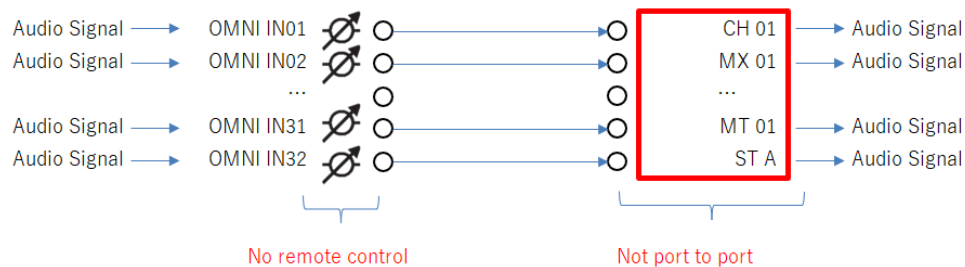 Audio Signal OMNI IN01 CH 01 Audio Signal
Audio Signal OMNI IN02 MX 01 Audio Signal
... ...
Audio Signal OMNI IN31 MT 01 Audio Signal
Audio Signal OMNI IN32 ST A Audio Signal
No remote control Not port to port